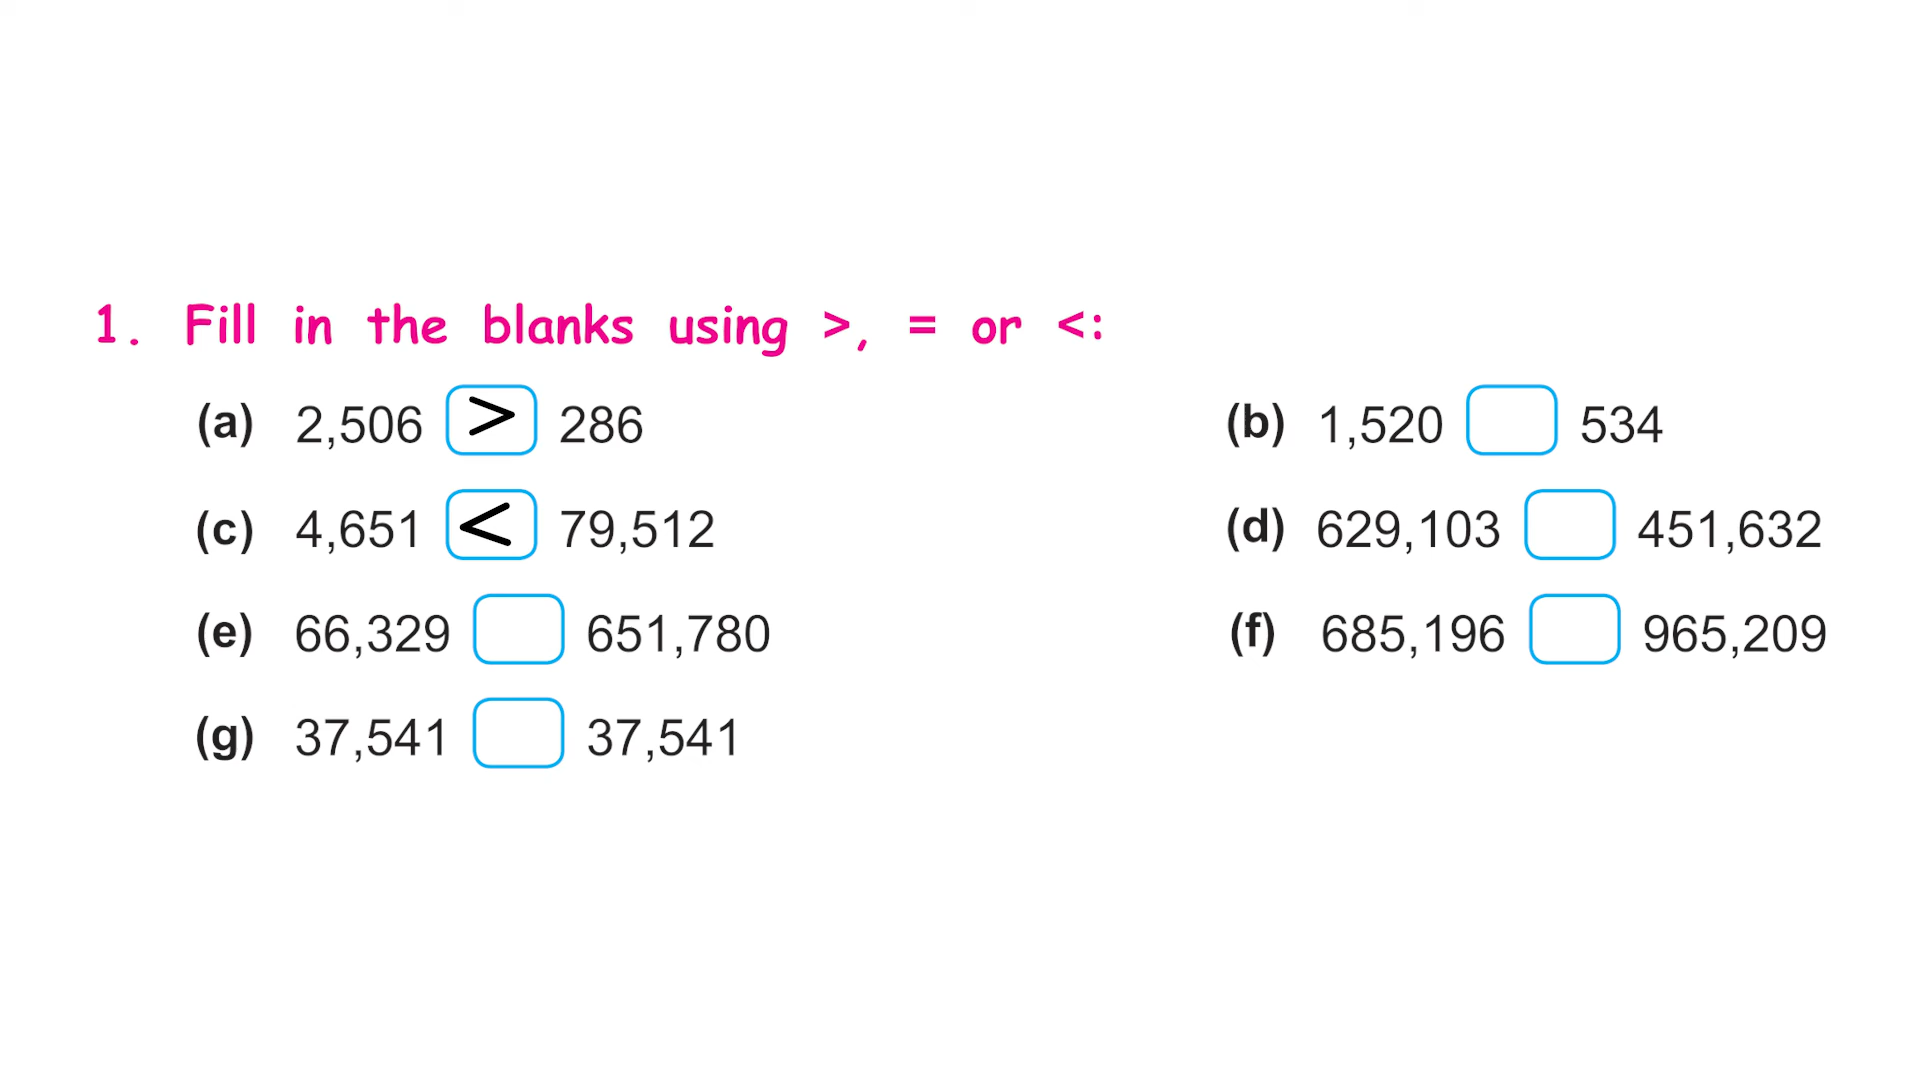 1. Fill in the blanks using >, = or <:
(a) 2,506 > 286
(b) 1,520 534
(c) 4,651 < 79,512
(d) 629,103 451,632
(e) 66,329 651,780
(f) 685,196 965,209
(g) 37,541 37,541